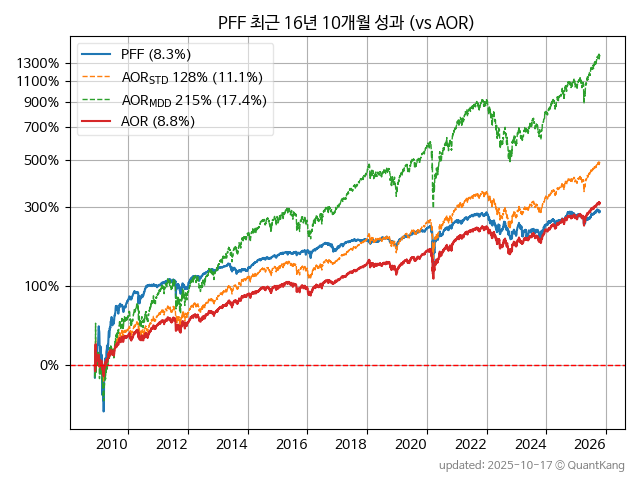 PFF 최근 16년 10개월 성과 (vs AOR)
PFF (8.3%)
AOR_STD 128% (11.1%)
AOR_MDD 215% (17.4%)
AOR (8.8%)
1300%
1100%
900%
700%
500%
300%
100%
0%
2010 2012 2014 2016 2018 2020 2022 2024 2026
updated: 2025-10-17 © QuantKang